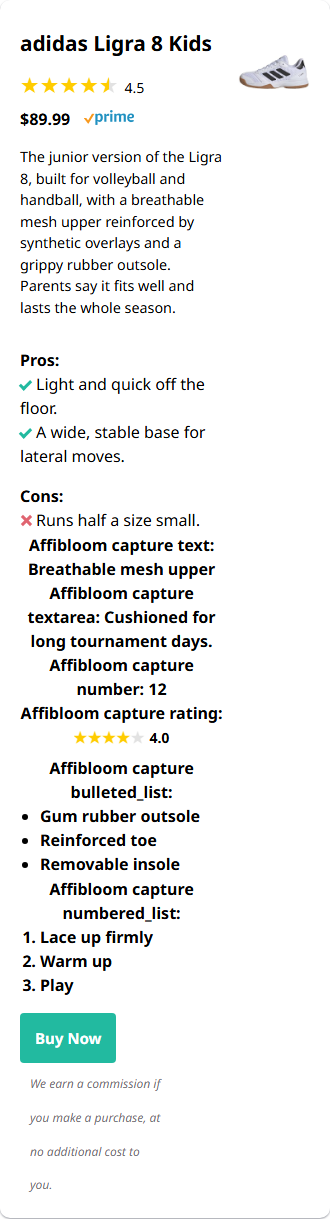 adidas Ligra 8 Kids
4.5
$89.99 prime
The junior version of the Ligra
8, built for volleyball and
handball, with a breathable
mesh upper reinforced by
synthetic overlays and a
grippy rubber outsole.
Parents say it fits well and
lasts the whole season.
Pros:
Light and quick off the
floor.
A wide, stable base for
lateral moves.
Cons:
Runs half a size small.
Affibloom capture text:
Breathable mesh upper
Affibloom capture
textarea: Cushioned for
long tournament days.
Affibloom capture
number: 12
Affibloom capture rating:
4.0
Affibloom capture
bulleted_list:
• Gum rubber outsole
• Reinforced toe
• Removable insole
Affibloom capture
numbered_list:
1. Lace up firmly
2. Warm up
3. Play
Buy Now
We earn a commission if
you make a purchase, at
no additional cost to
you.